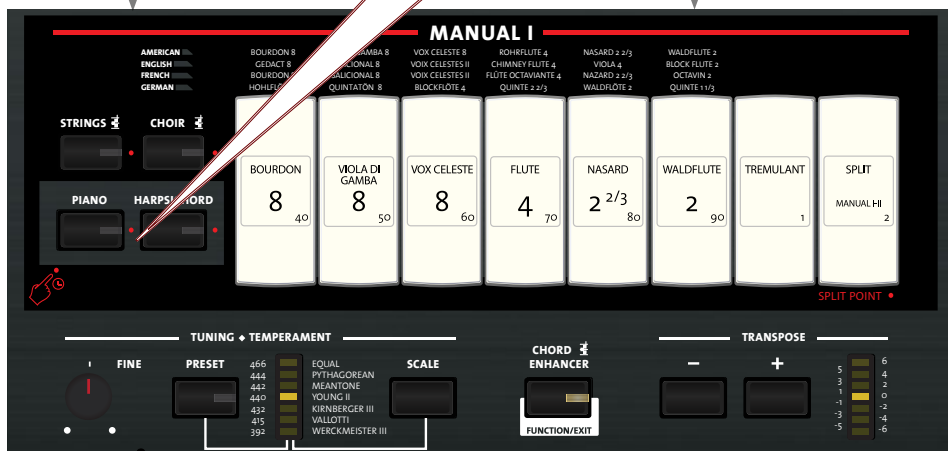 MANUAL I
AMERICAN
ENGLISH
FRENCH
GERMAN
BOURDON 8
GEDACT 8
BOURDON
HOHLFL
MBA 8
CIONAL 8
SALICIONAL 8
QUINTATÖN 8
VOX CELESTE 8
VOIX CELESTES II
VOIX CELESTES II
BLOCKFLÖTE 4
ROHRFLUTE 4
CHIMNEY FLUTE 4
FLÛTE OCTAVIANTE 4
QUINTE 2 2/3
NASARD 2 2/3
VIOLA 4
NAZARD 2 2/3
WALDFLÖTE 2
WALDFLUTE 2
BLOCK FLUTE 2
OCTAVIN 2
QUINTE 1 1/3
STRINGS CHOIR
PIANO HARPSICHORD
BOURDON
8
40
VIOLA DI
GAMBA
8
50
VOX CELESTE
8
60
FLUTE
4
70
NASARD
2 2/3
80
WALDFLUTE
2
90
TREMULANT
1
SPLIT
MANUAL I-II
2
SPLIT POINT
TUNING ◆ TEMPERAMENT
FINE
PRESET
466
444
442
440
432
415
392
EQUAL
PYTHAGOREAN
MEANTONE
YOUNG II
KIRNBERGER III
VALLOTTI
WERCKMEISTER III
SCALE
CHORD
ENHANCER
FUNCTION/EXIT
TRANSPOSE
− +
5
3
1
-1
-3
-5
6
4
2
0
-2
-4
-6